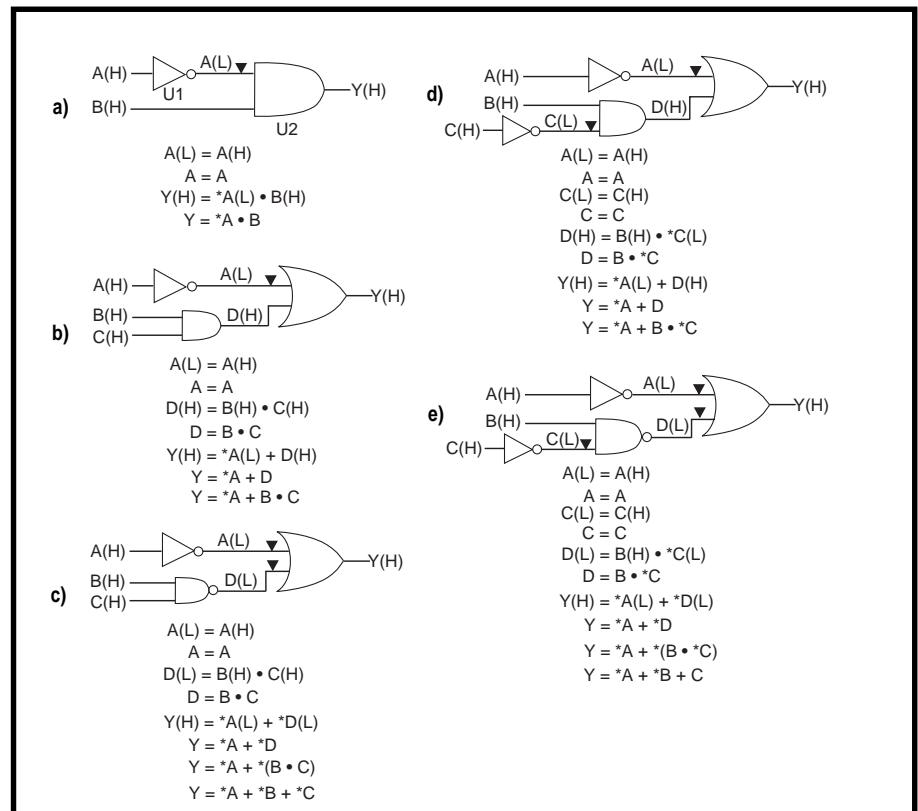 a)
A(H)
A(L)
U1
B(H)
U2
Y(H)
A(L) = A(H)
A = A
Y(H) = *A(L) • B(H)
Y = *A • B
b)
A(H)
A(L)
B(H)
C(H)
D(H)
Y(H)
A(L) = A(H)
A = A
D(H) = B(H) • C(H)
D = B • C
Y(H) = *A(L) + D(H)
Y = *A + D
Y = *A + B • C
c)
A(H)
A(L)
B(H)
C(H)
D(L)
Y(H)
A(L) = A(H)
A = A
D(L) = B(H) • C(H)
D = B • C
Y(H) = *A(L) + *D(L)
Y = *A + *D
Y = *A + *(B • C)
Y = *A + *B + *C
d)
A(H)
A(L)
B(H)
C(H)
C(L)
D(H)
Y(H)
A(L) = A(H)
A = A
C(L) = C(H)
C = C
D(H) = B(H) • *C(L)
D = B • *C
Y(H) = *A(L) + D(H)
Y = *A + D
Y = *A + B • *C
e)
A(H)
A(L)
B(H)
C(H)
C(L)
D(L)
Y(H)
A(L) = A(H)
A = A
C(L) = C(H)
C = C
D(L) = B(H) • *C(L)
D = B • *C
Y(H) = *A(L) + *D(L)
Y = *A + *D
Y = *A + *(B • *C)
Y = *A + *B + C